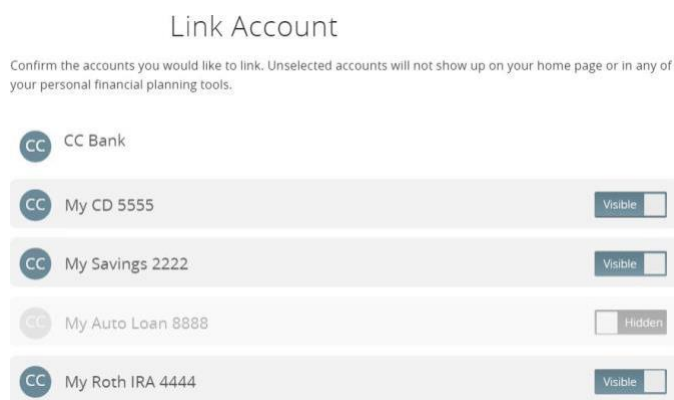 Link Account
Confirm the accounts you would like to link. Unselected accounts will not show up on your home page or in any of
your personal financial planning tools.
CC CC Bank
CC My CD 5555 Visible
CC My Savings 2222 Visible
CC My Auto Loan 8888 Hidden
CC My Roth IRA 4444 Visible